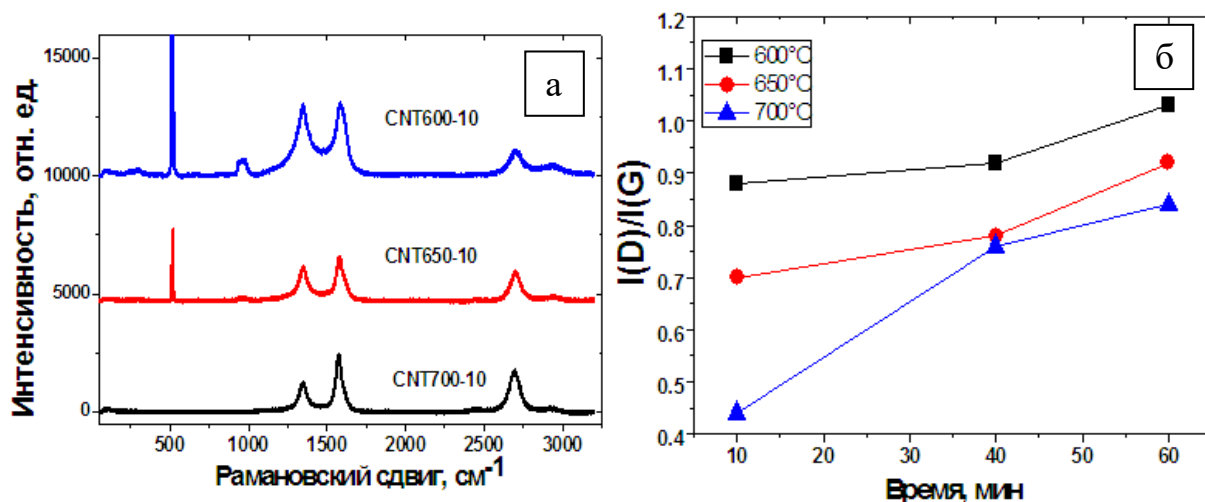 а
Интенсивность, отн. ед.
15000
10000
5000
0
CNT600-10
CNT650-10
CNT700-10
500 1000 1500 2000 2500 3000
Рамановский сдвиг, см-1
б
600°C
650°C
700°C
I(D)/I(G)
1.2
1.1
1.0
0.9
0.8
0.7
0.6
0.5
0.4
10 20 30 40 50 60
Время, мин